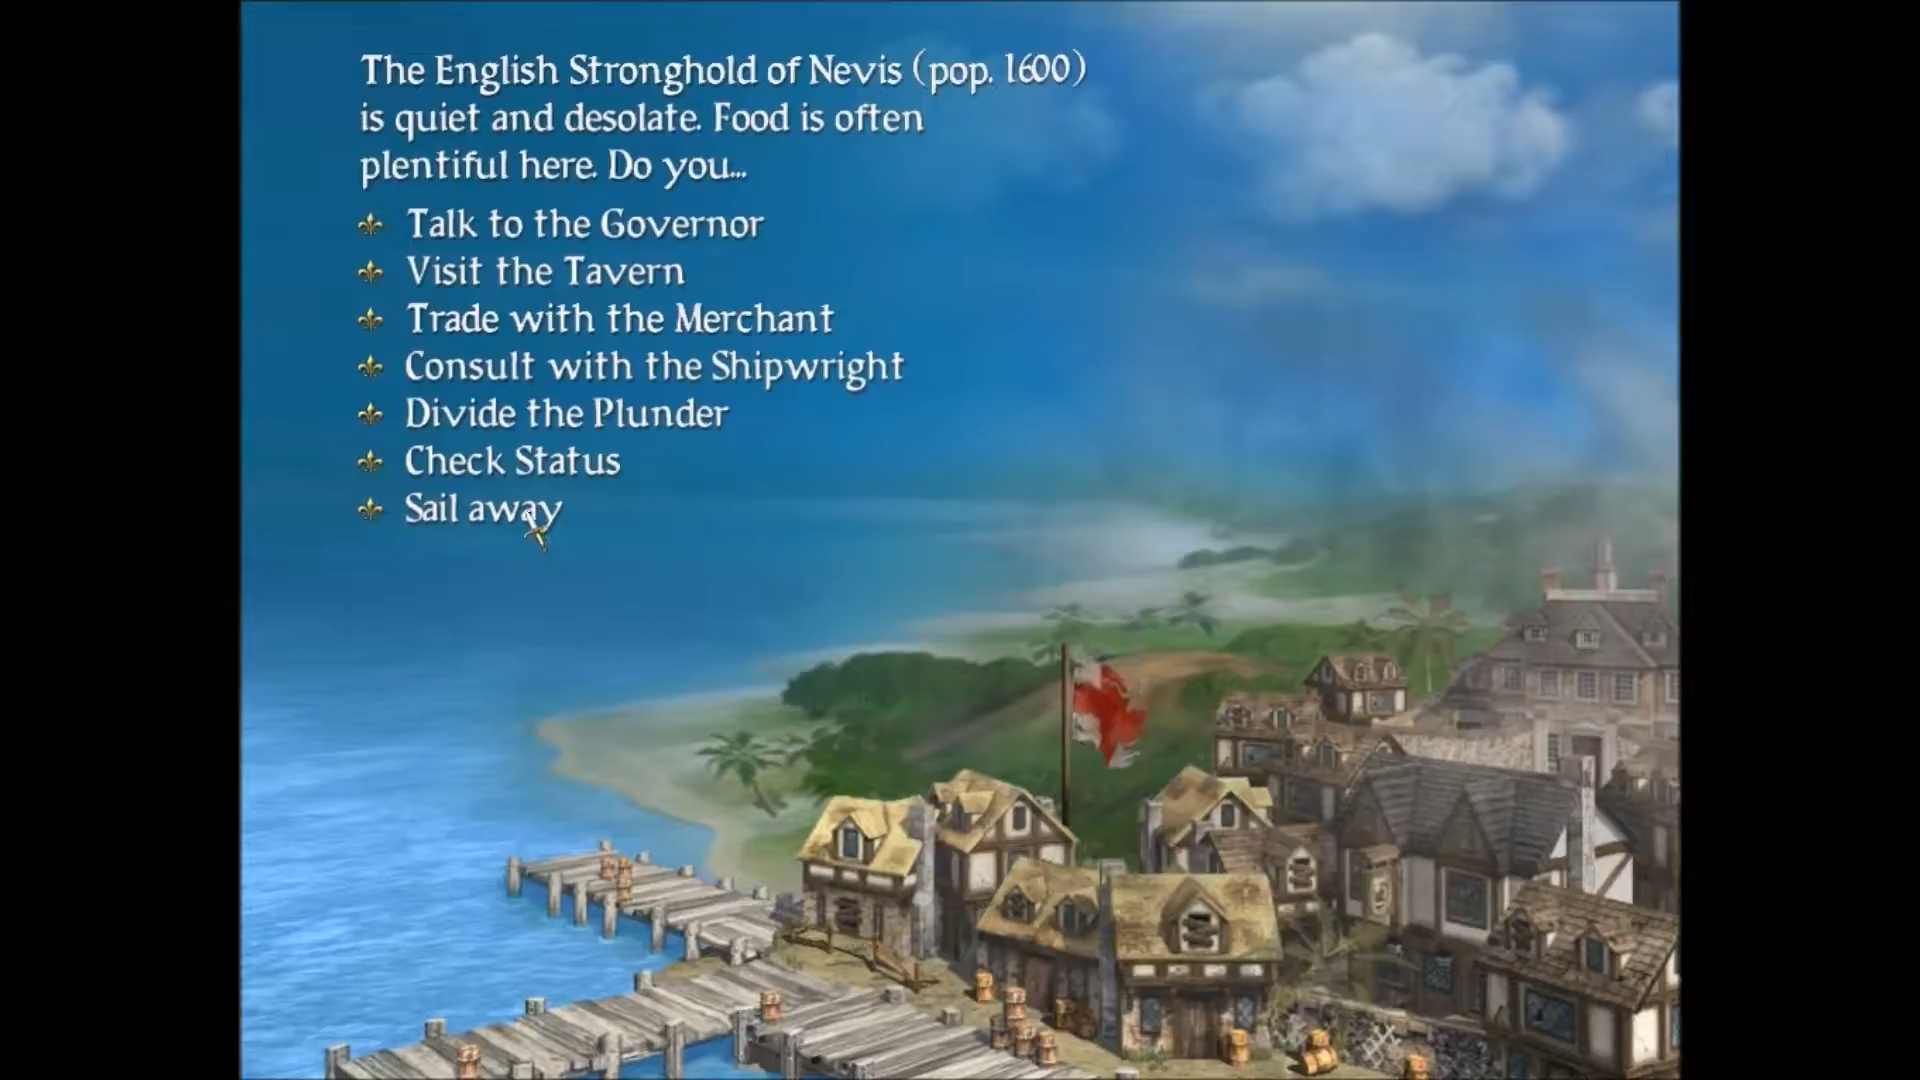 The English Stronghold of Nevis (pop. 1600)
is quiet and desolate. Food is often
plentiful here. Do you...
Talk to the Governor
Visit the Tavern
Trade with the Merchant
Consult with the Shipwright
Divide the Plunder
Check Status
Sail away